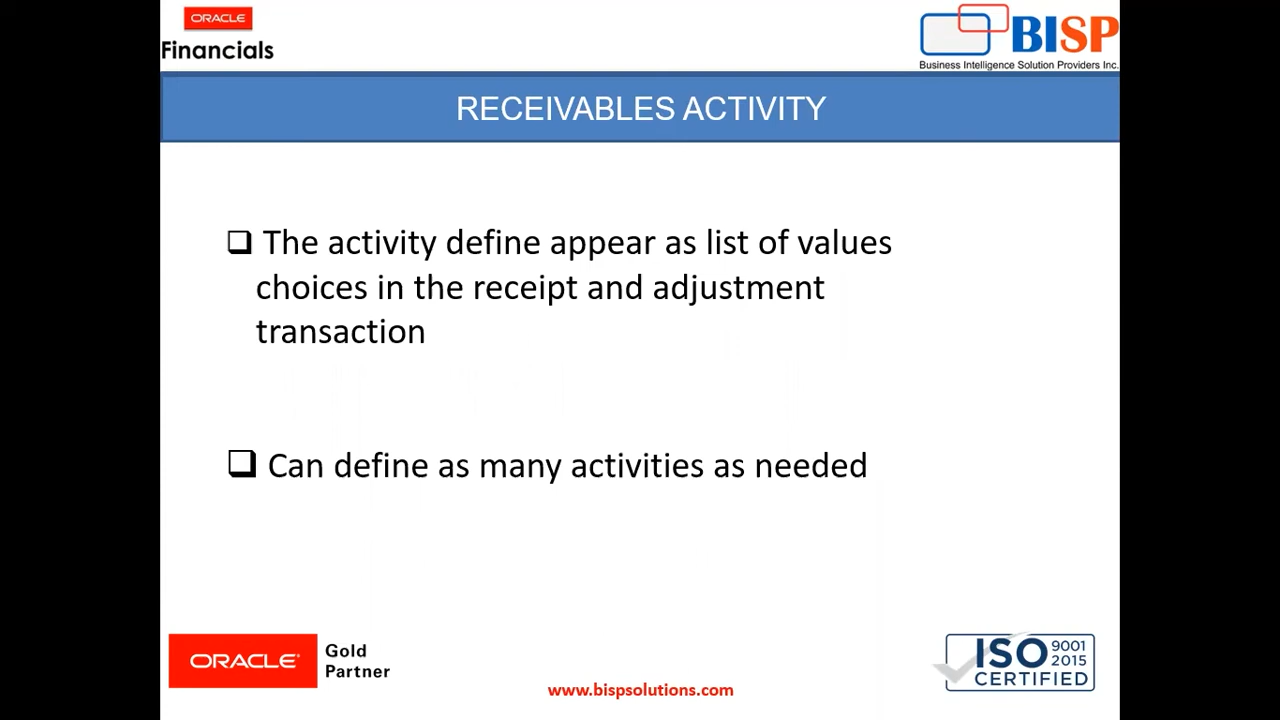 ORACLE
Financials
BISP
Business Intelligence Solution Providers Inc.
RECEIVABLES ACTIVITY
The activity define appear as list of values
choices in the receipt and adjustment
transaction
Can define as many activities as needed
ORACLE®
Gold
Partner
www.bispsolutions.com
ISO 9001
2015
CERTIFIED